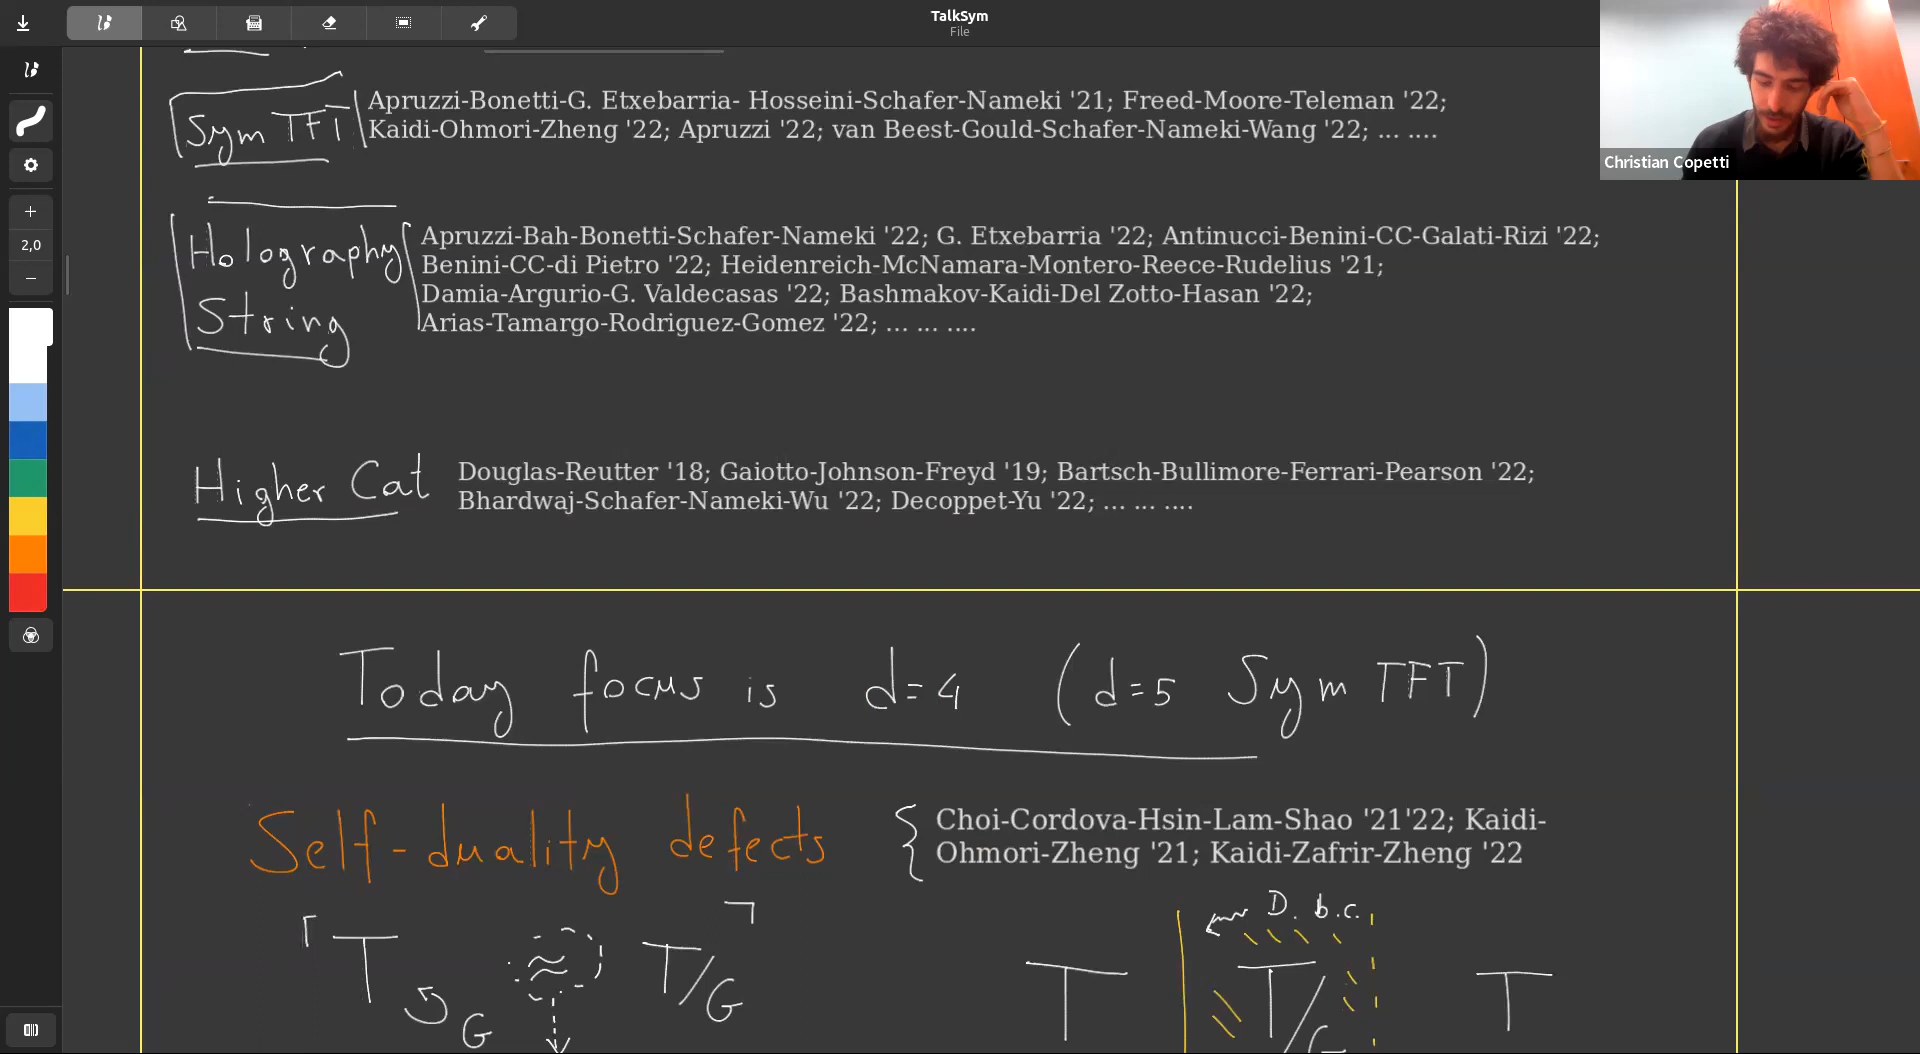 TalkSym
File
Christian Copetti
2,0
Sym TFT
Apruzzi-Bonetti-G. Etxebarria- Hosseini-Schafer-Nameki '21; Freed-Moore-Teleman '22;
Kaidi-Ohmori-Zheng '22; Apruzzi '22; van Beest-Gould-Schafer-Nameki-Wang '22; ... ....
Holography
String
Apruzzi-Bah-Bonetti-Schafer-Nameki '22; G. Etxebarria '22; Antinucci-Benini-CC-Galati-Rizi '22;
Benini-CC-di Pietro '22; Heidenreich-McNamara-Montero-Reece-Rudelius '21;
Damia-Argurio-G. Valdecasas '22; Bashmakov-Kaidi-Del Zotto-Hasan '22;
Arias-Tamargo-Rodriguez-Gomez '22; ... ... ....
Higher Cat
Douglas-Reutter '18; Gaiotto-Johnson-Freyd '19; Bartsch-Bullimore-Ferrari-Pearson '22;
Bhardwaj-Schafer-Nameki-Wu '22; Decoppet-Yu '22; ... ... ....
Today focus is d=4 (d=5 Sym TFT)
Self-duality defects
Choi-Cordova-Hsin-Lam-Shao '21'22; Kaidi-
Ohmori-Zheng '21; Kaidi-Zafrir-Zheng '22
D. b.c.
T G ≈ T/G
T T/G T